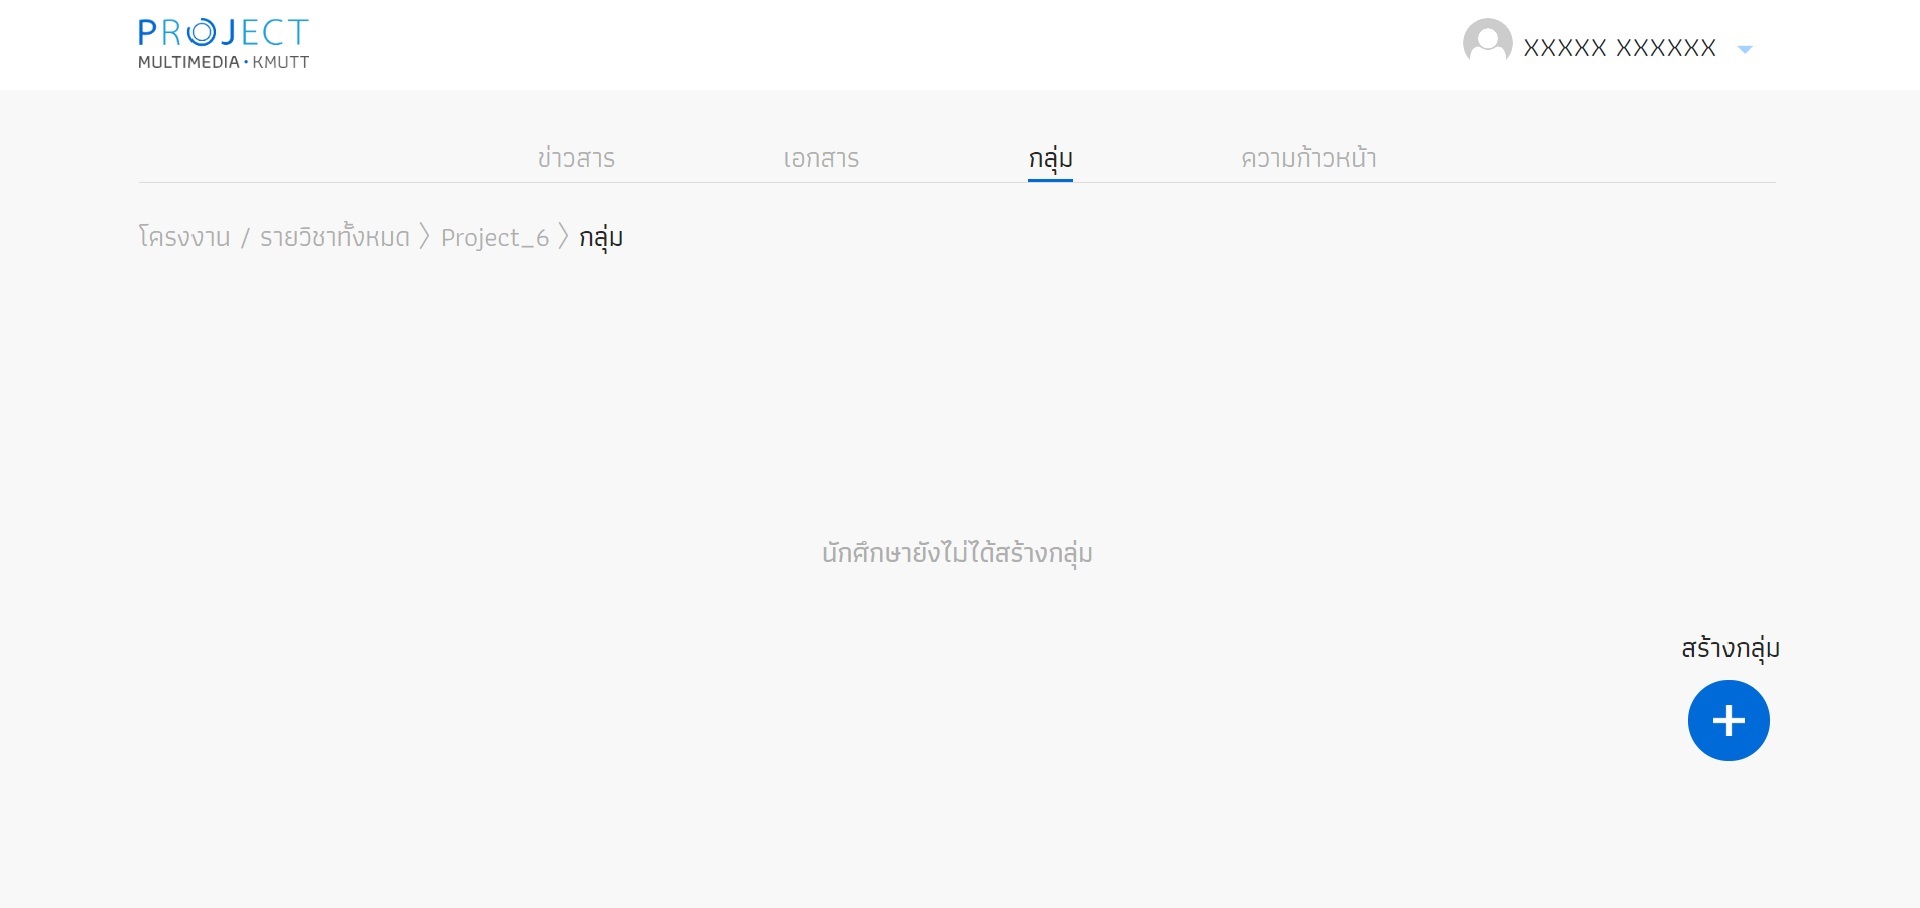 PROJECT
MULTIMEDIA • KMUTT
XXXXX XXXXXX
ข่าวสาร
เอกสาร
กลุ่ม
ความก้าวหน้า
โครงงาน / รายวิชาทั้งหมด 〉 Project_6 〉 กลุ่ม
นักศึกษายังไม่ได้สร้างกลุ่ม
สร้างกลุ่ม